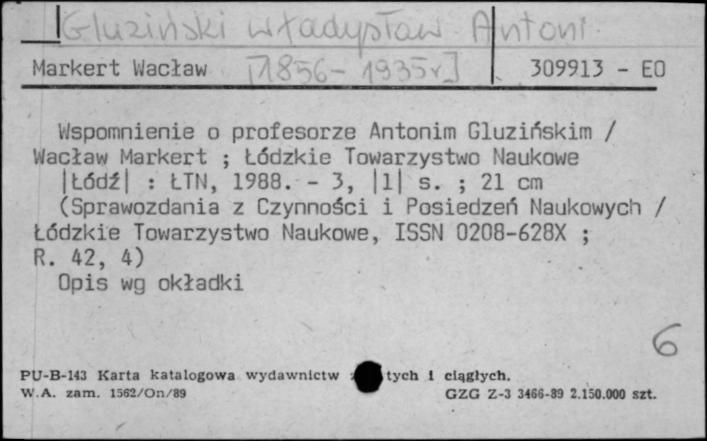 Gluziński Władysław Antoni
Markert Wacław [1856-1935r.] 309913 - EO
Wspomnienie o profesorze Antonim Gluzińskim /
Wacław Markert ; Łódzkie Towarzystwo Naukowe
|Łódź| : ŁTN, 1988. - 3, |1| s. ; 21 cm
(Sprawozdania z Czynności i Posiedzeń Naukowych /
Łódzkie Towarzystwo Naukowe, ISSN 0208-628X ;
R. 42, 4)
Opis wg okładki
6
PU-B-143 Karta katalogowa wydawnictw tych i ciągłych.
W.A. zam. 1562/On/89 GZG Z-3 3466-89 2.150.000 szt.